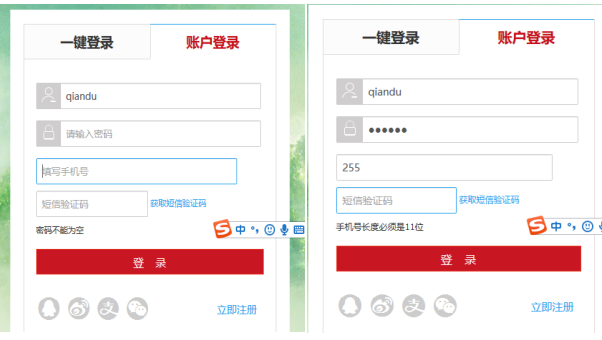 一键登录 账户登录
qiandu
请输入密码
填写手机号
短信验证码 获取短信验证码
密码不能为空
中
登 录
立即注册
一键登录 账户登录
qiandu
••••••
255
短信验证码 获取短信验证码
手机号长度必须是11位
中
登 录
立即注册